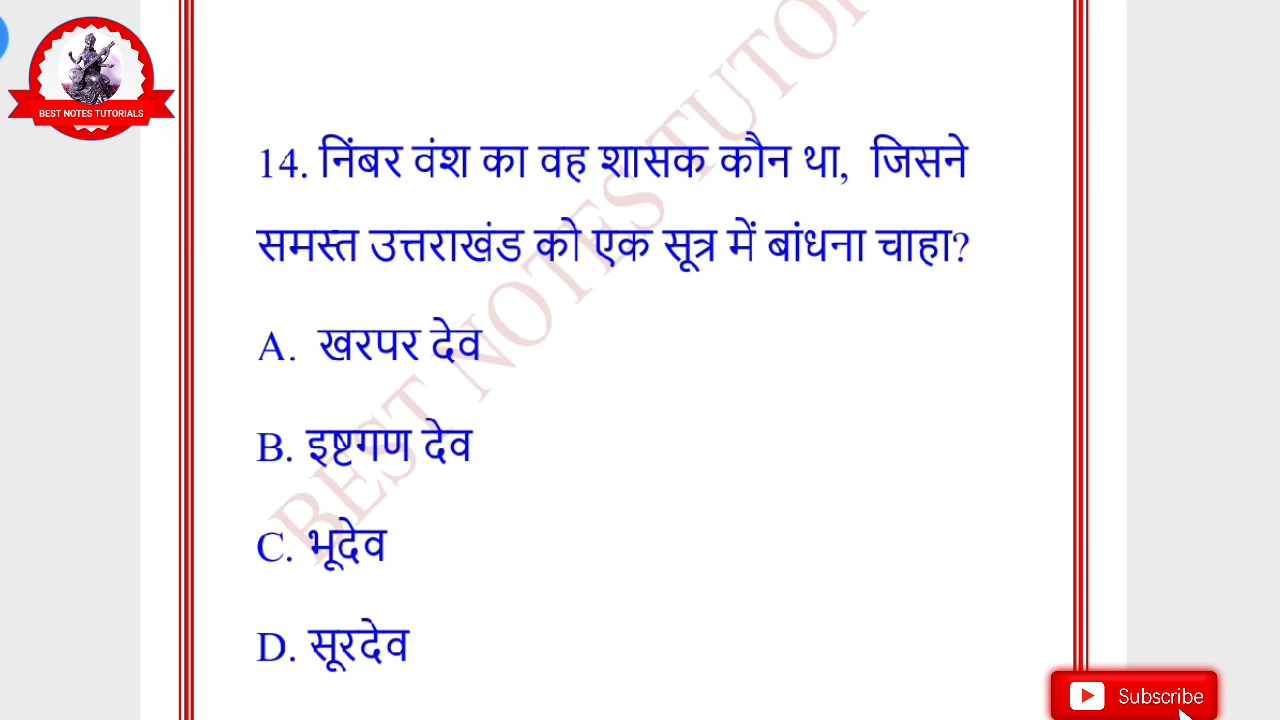 BEST NOTES TUTORIALS
14. निंबर वंश का वह शासक कौन था, जिसने
समस्त उत्तराखंड को एक सूत्र में बांधना चाहा?
A. खरपर देव
B. इष्टगण देव
C. भूदेव
D. सूरदेव
BEST NOTES TUTOR
Subscribe